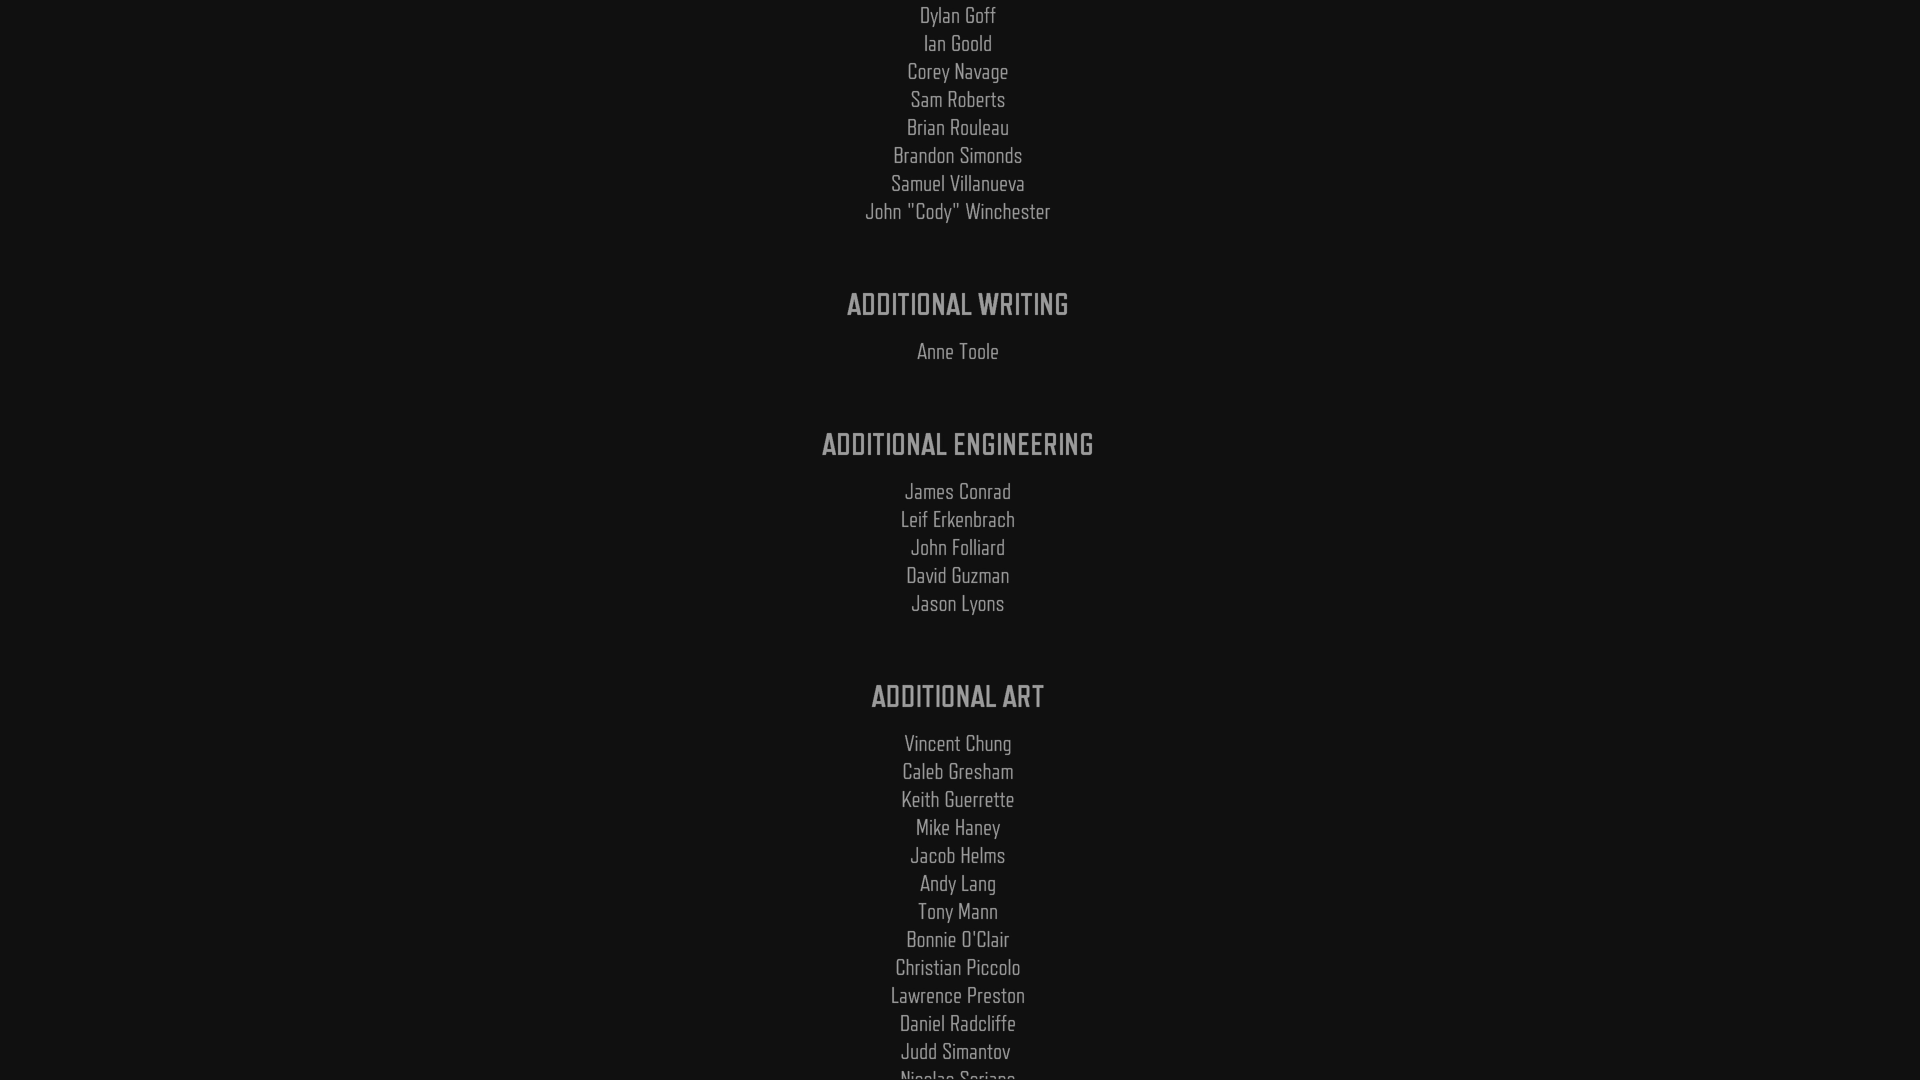 Dylan Goff
Ian Goold
Corey Navage
Sam Roberts
Brian Rouleau
Brandon Simonds
Samuel Villanueva
John "Cody" Winchester
ADDITIONAL WRITING
Anne Toole
ADDITIONAL ENGINEERING
James Conrad
Leif Erkenbrach
John Folliard
David Guzman
Jason Lyons
ADDITIONAL ART
Vincent Chung
Caleb Gresham
Keith Guerrette
Mike Haney
Jacob Helms
Andy Lang
Tony Mann
Bonnie O'Clair
Christian Piccolo
Lawrence Preston
Daniel Radcliffe
Judd Simantov